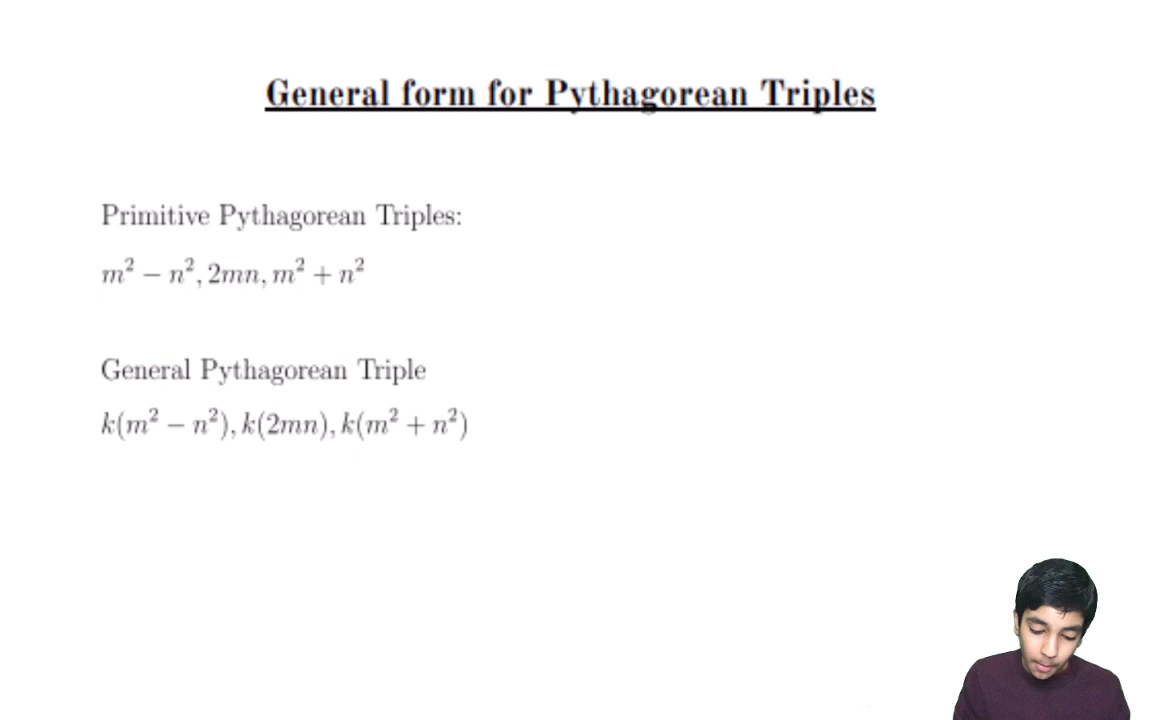 General form for Pythagorean Triples
Primitive Pythagorean Triples:
m² − n², 2mn, m² + n²
General Pythagorean Triple
k(m² − n²), k(2mn), k(m² + n²)